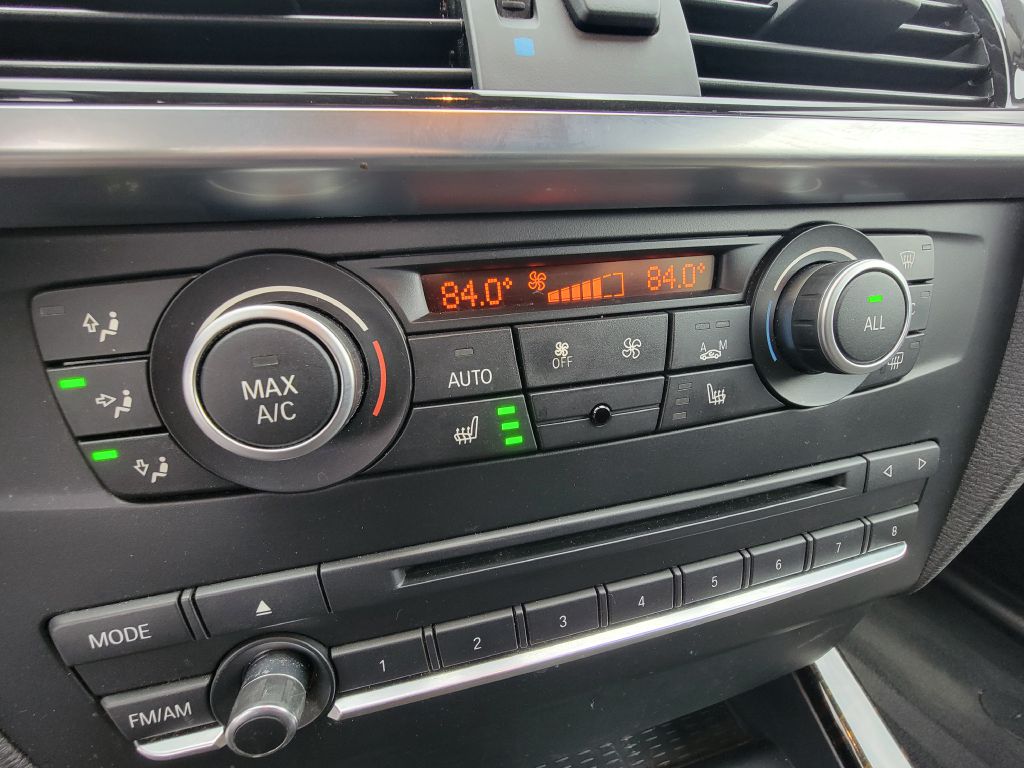 84.0° 84.0°
MAX
A/C
AUTO
OFF
A M
ALL
MODE
1 2 3 4 5 6 7 8
FM/AM